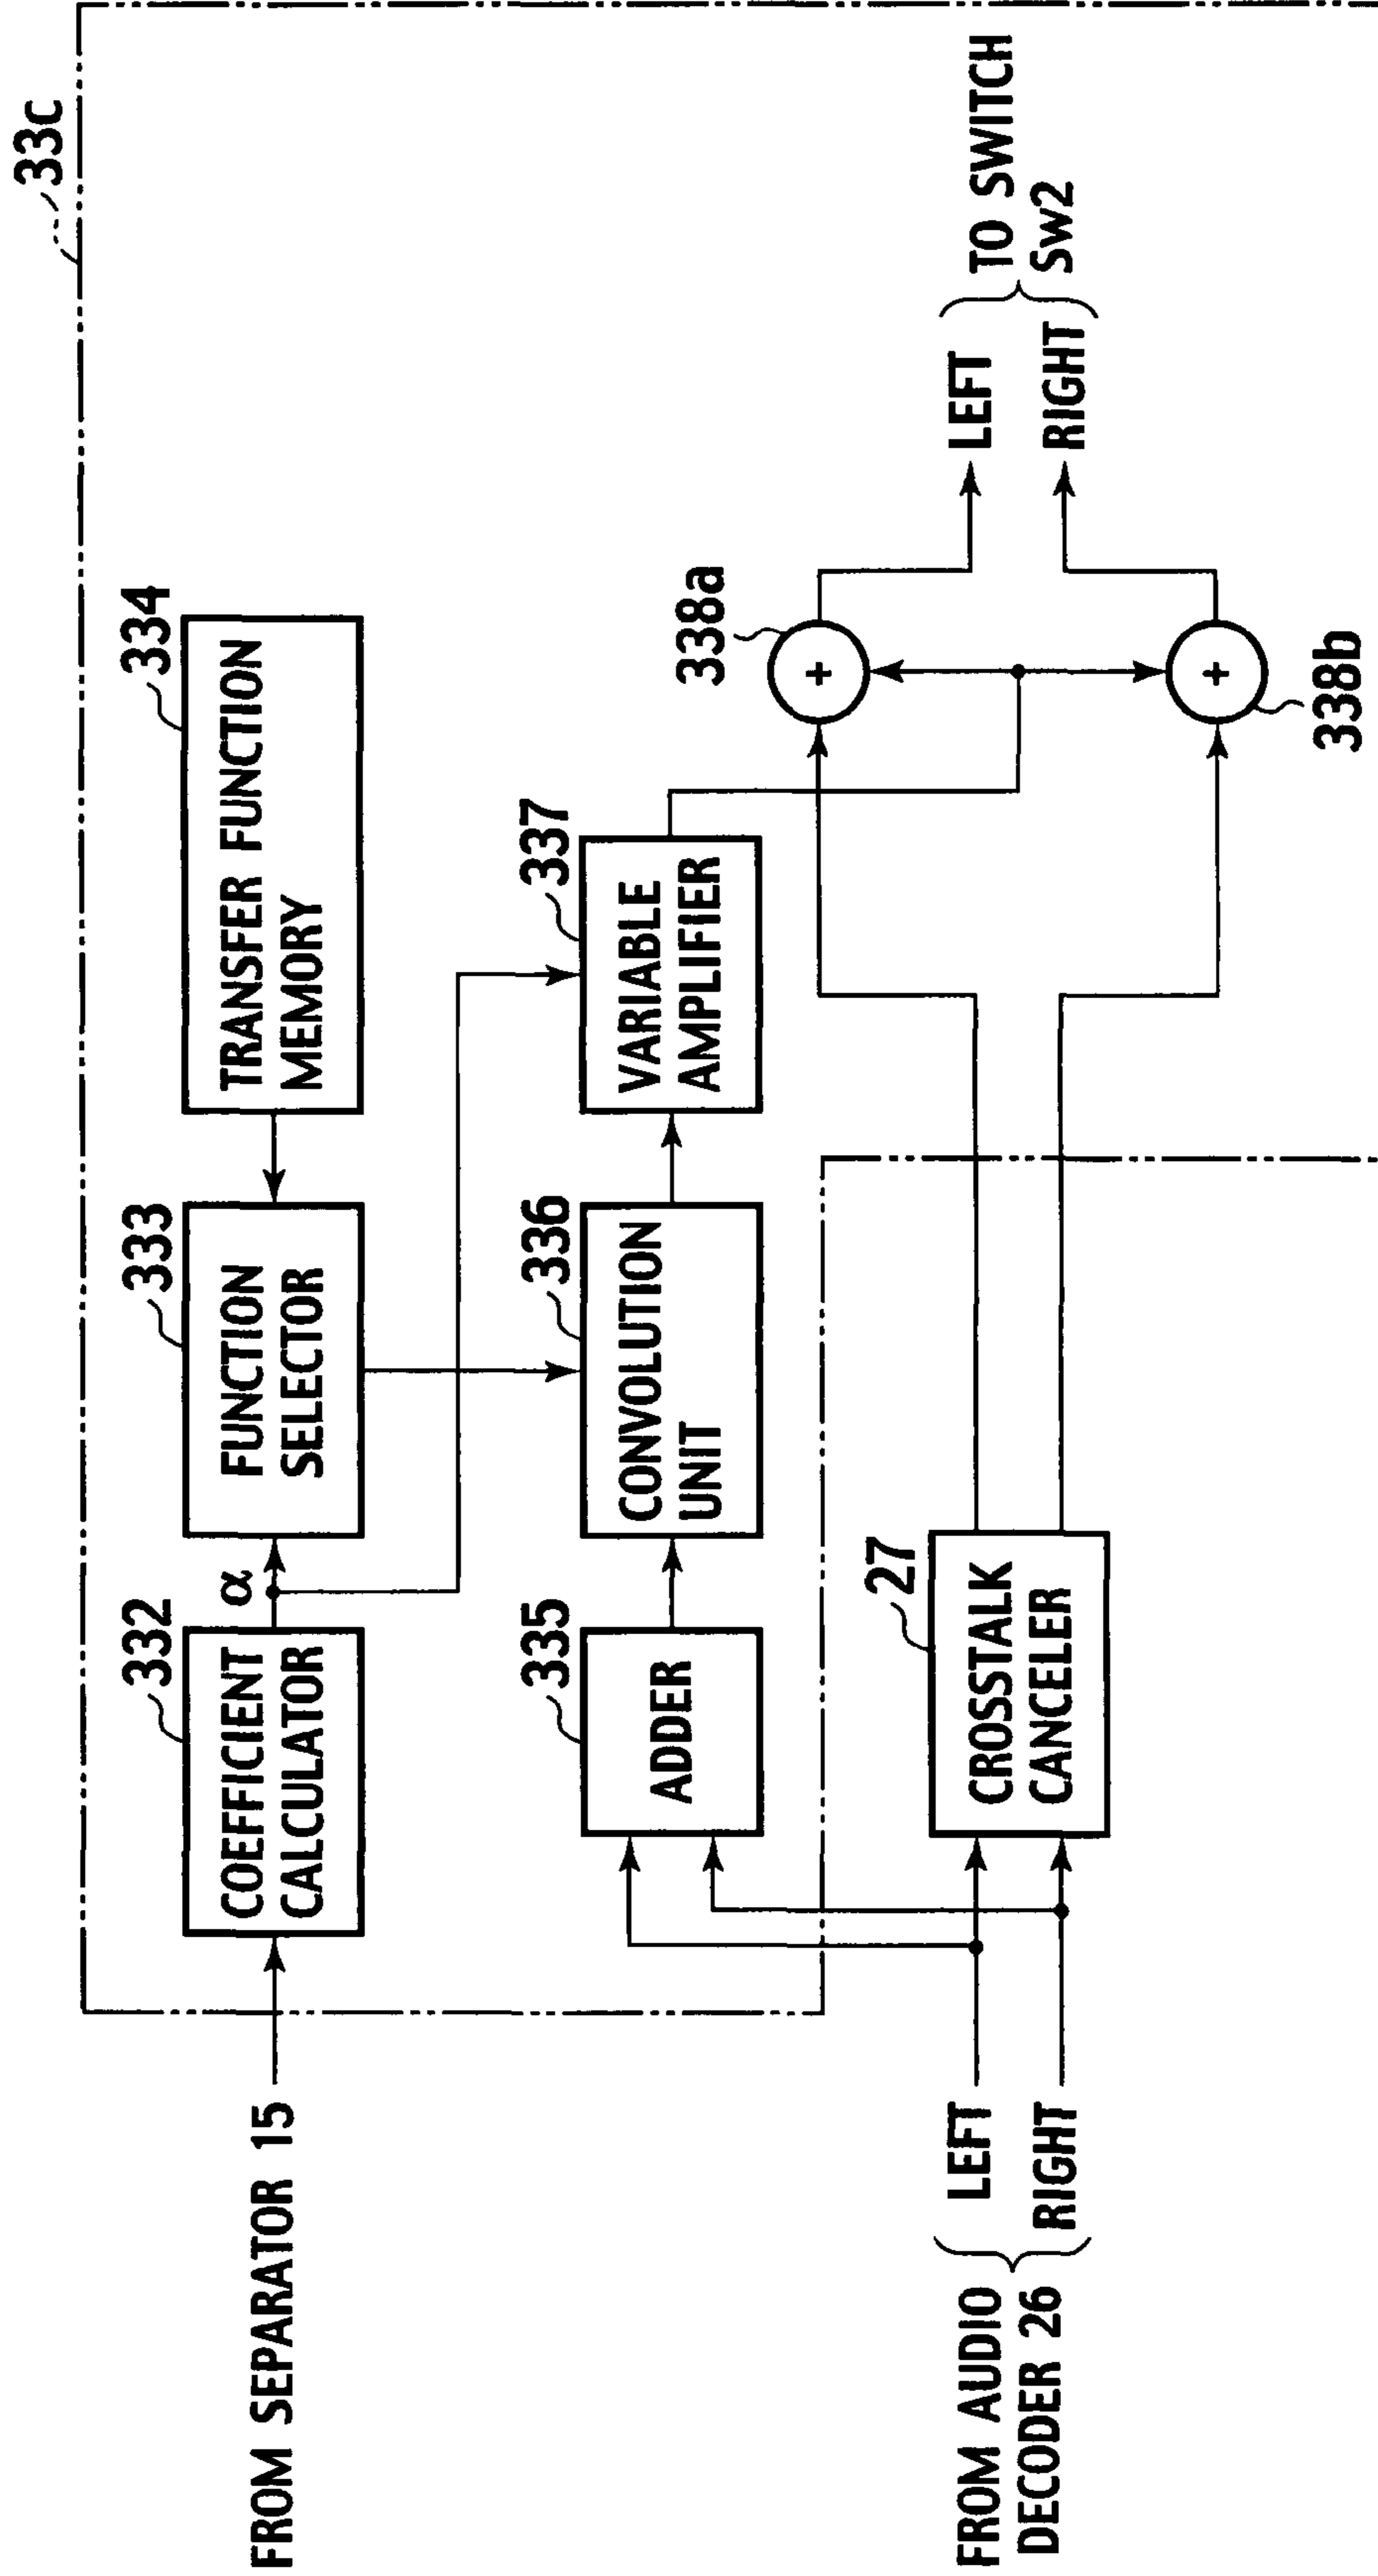 33c
FROM SEPARATOR 15
332
COEFFICIENT
CALCULATOR
α
333
FUNCTION
SELECTOR
334
TRANSFER FUNCTION
MEMORY
335
ADDER
336
CONVOLUTION
UNIT
337
VARIABLE
AMPLIFIER
338a
+
338b
+
FROM AUDIO
DECODER 26
LEFT
RIGHT
27
CROSSTALK
CANCELER
LEFT
RIGHT
TO SWITCH
SW2